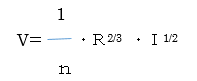 1
V= ― · R 2/3 · I 1/2
n